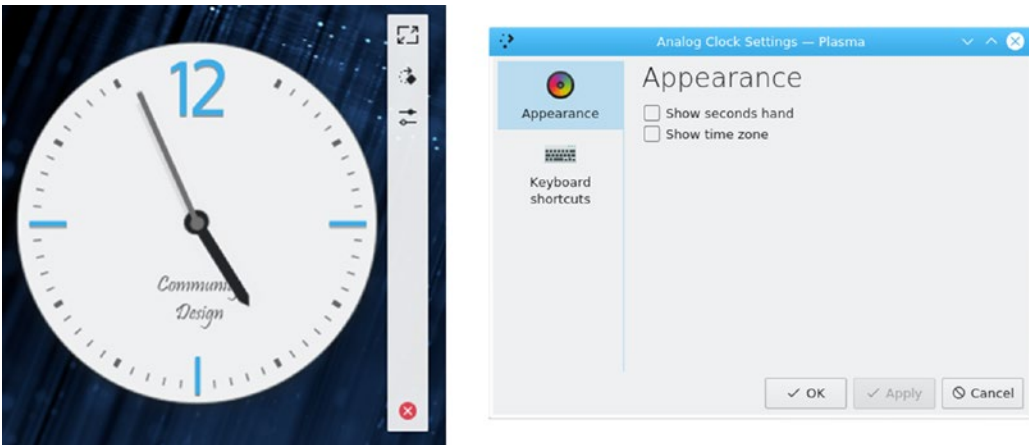 12
Community
Design
Analog Clock Settings — Plasma
Appearance
Keyboard
shortcuts
Appearance
Show seconds hand
Show time zone
OK
Apply
Cancel